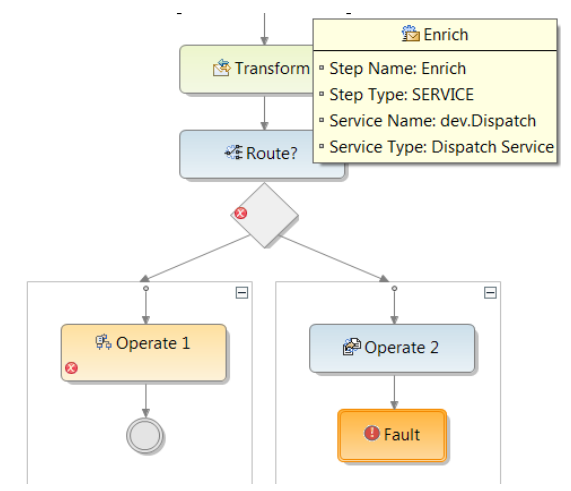 Enrich
Transform
Step Name: Enrich
Step Type: SERVICE
Service Name: dev.Dispatch
Service Type: Dispatch Service
Route?
Operate 1
Operate 2
Fault